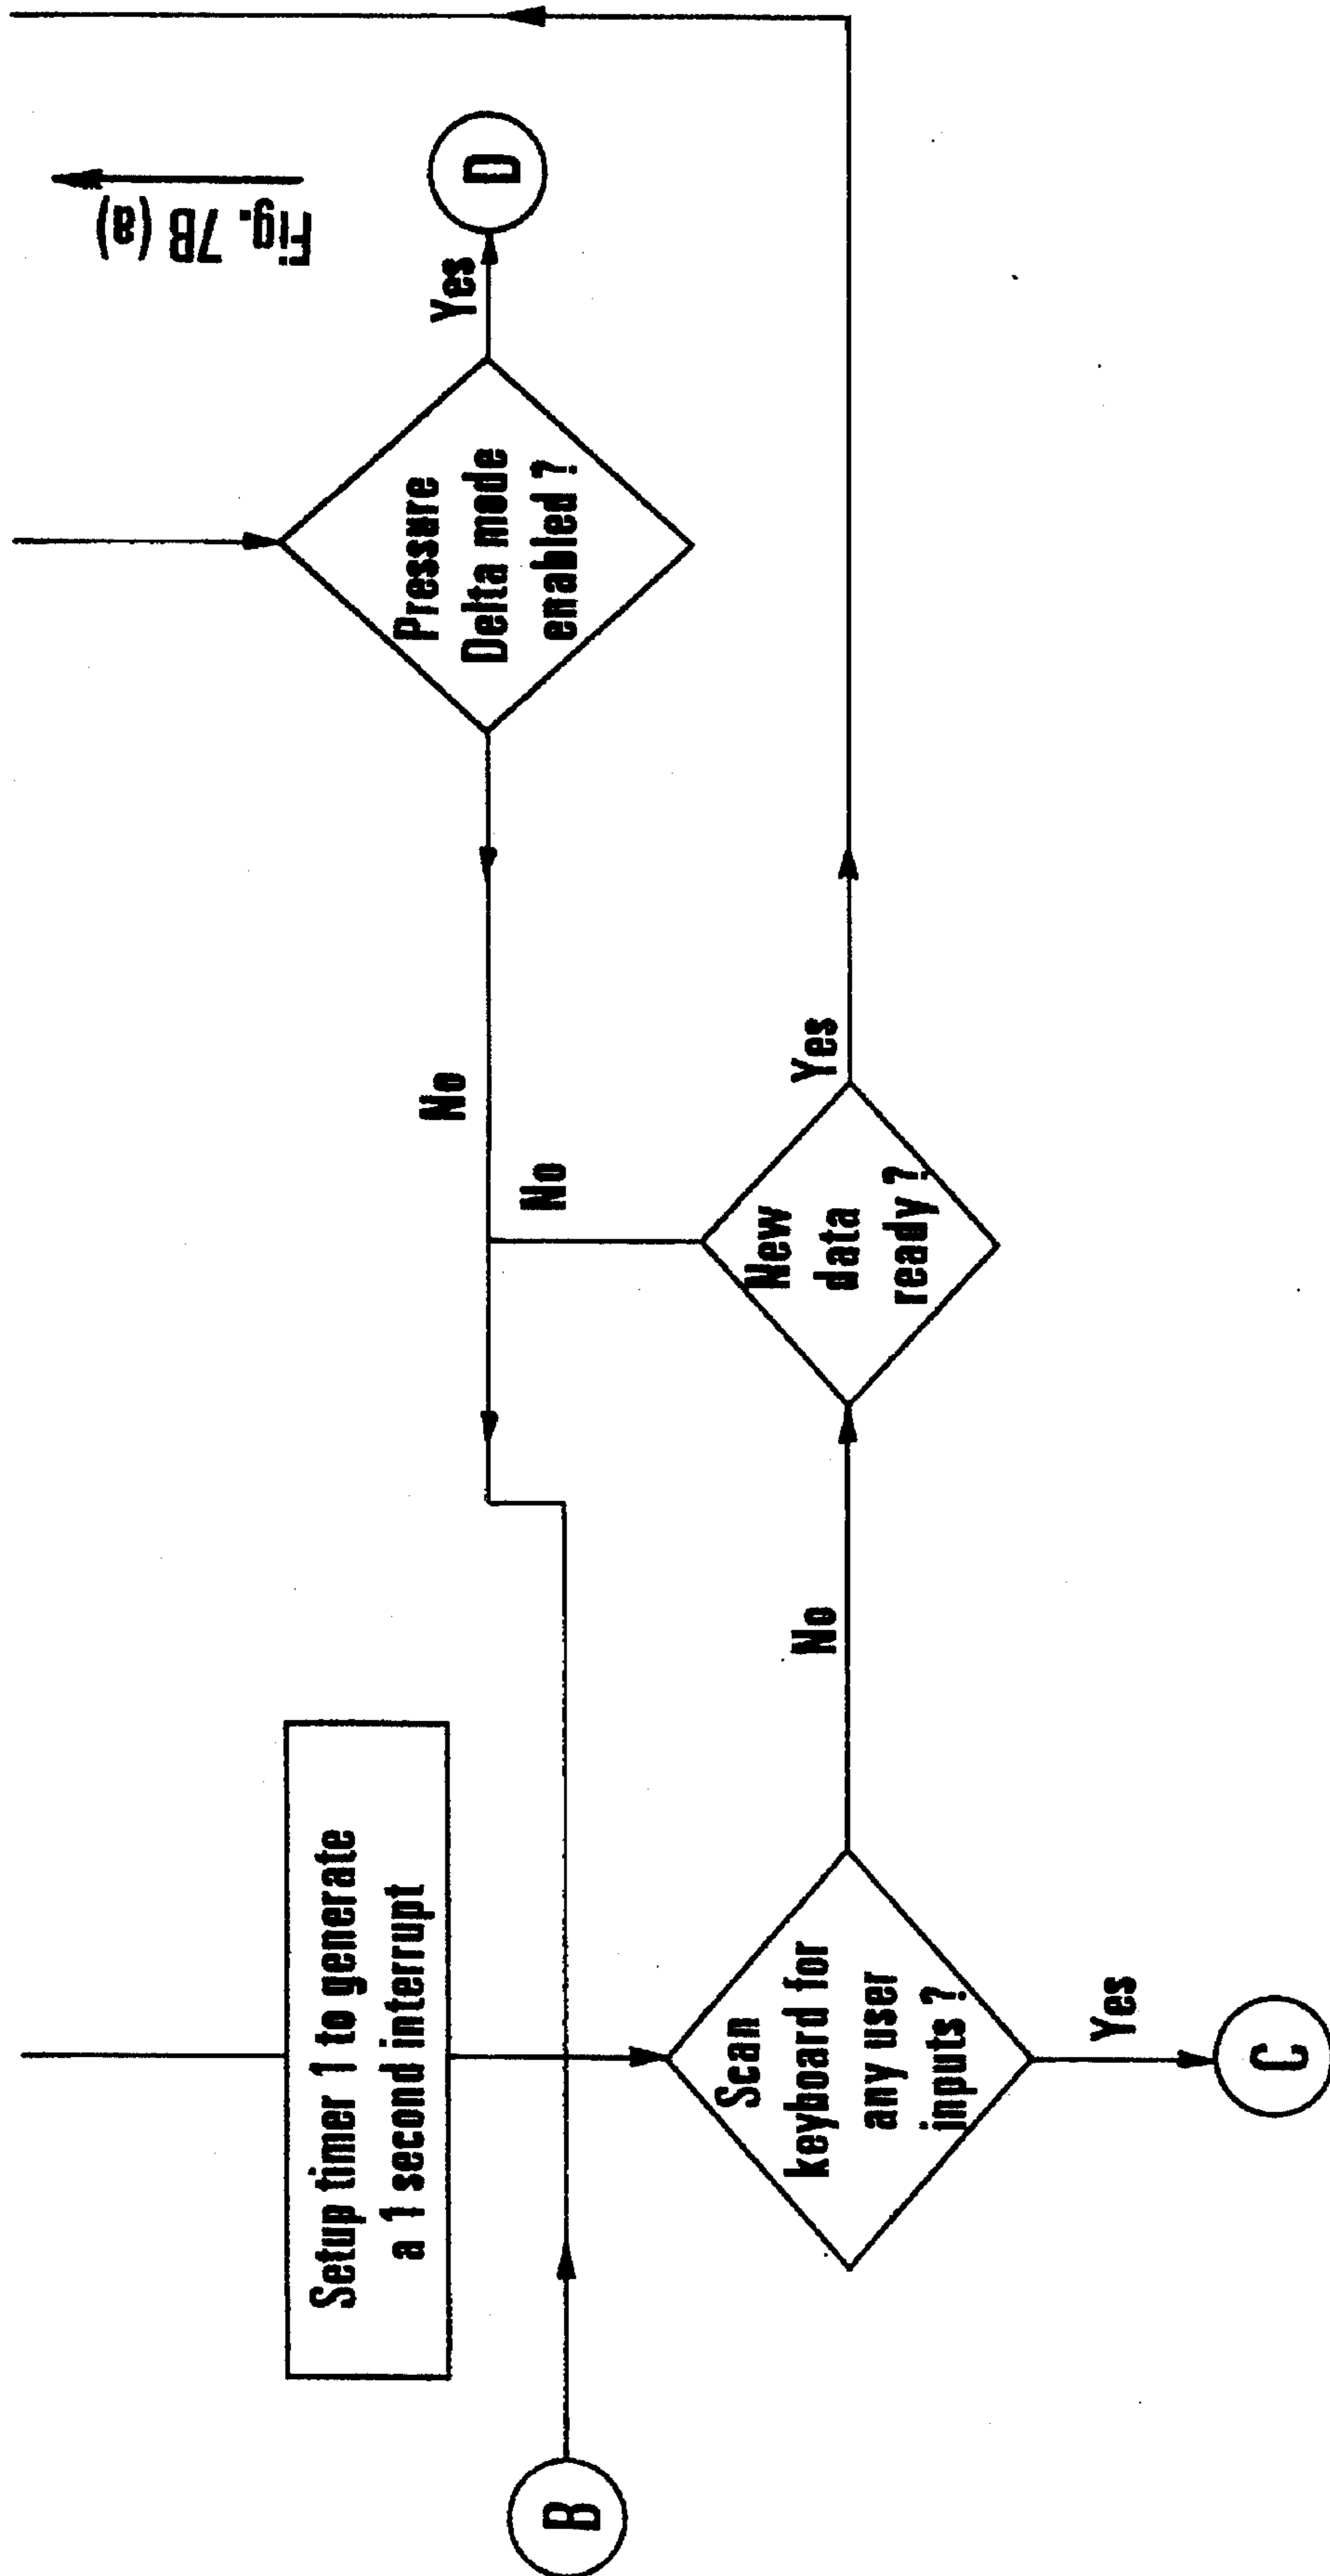 Fig. 7B (a)
Setup timer 1 to generate
a 1 second interrupt
Pressure
Delta mode
enabled ?
Yes
D
No
No
B
Scan
keyboard for
any user
inputs ?
No
New
data
ready ?
Yes
Yes
C